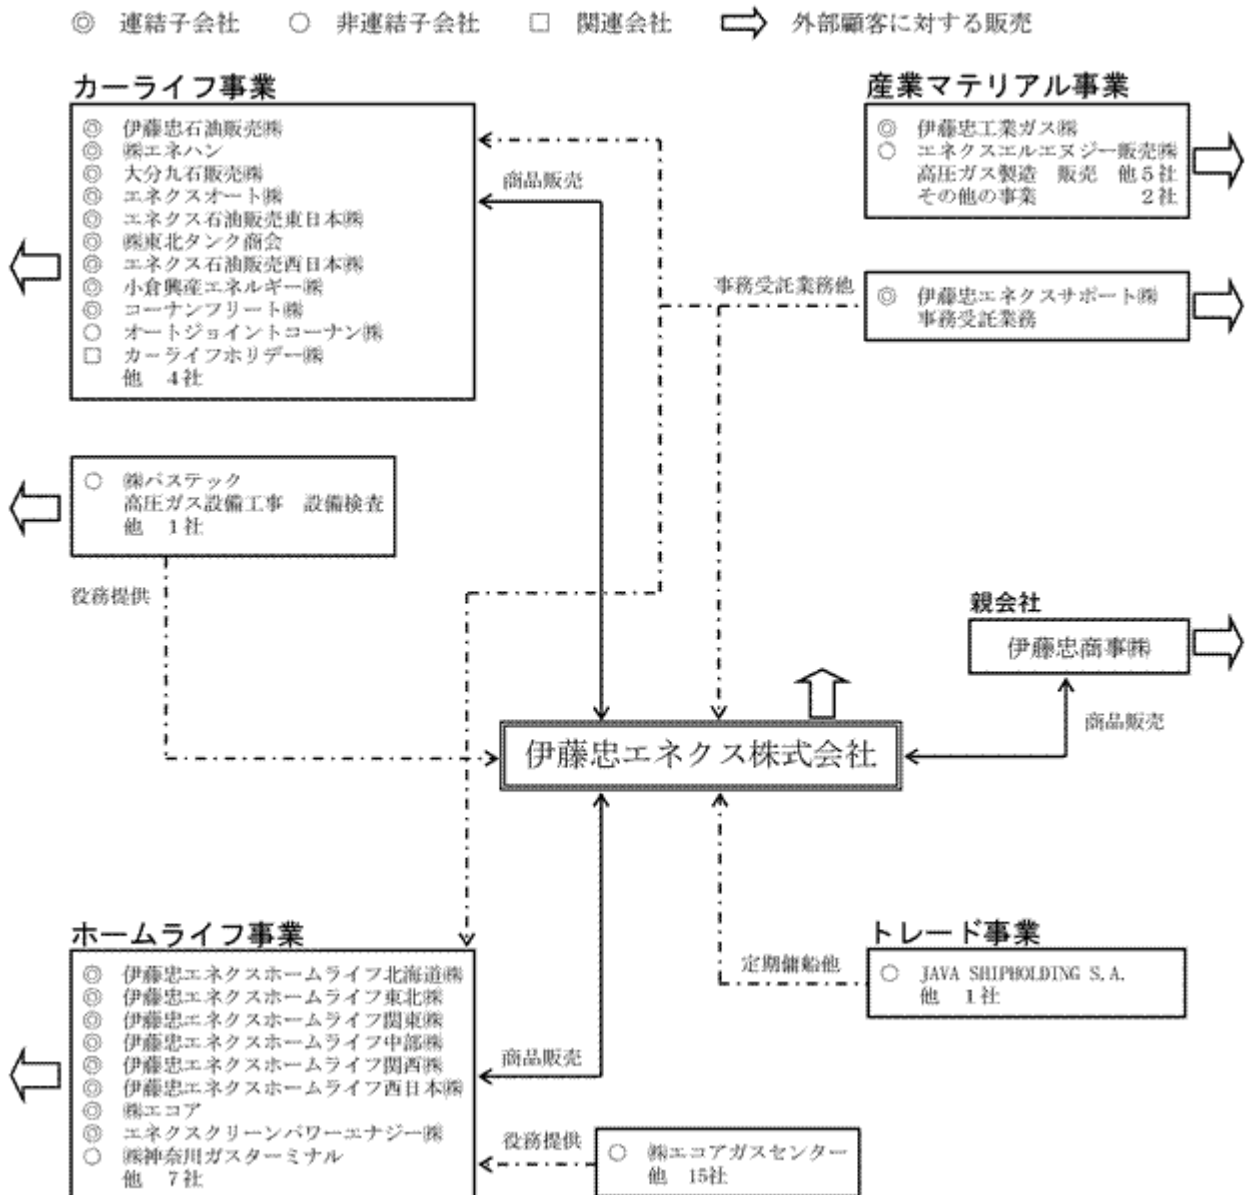 ◎ 連結子会社 ○ 非連結子会社 □ 関連会社 ⇨ 外部顧客に対する販売
カーライフ事業
◎ 伊藤忠石油販売㈱
◎ ㈱エネハン
◎ 大分九石販売㈱
◎ エネクスオート㈱
◎ エネクス石油販売東日本㈱
◎ ㈱東北タンク商会
◎ エネクス石油販売西日本㈱
◎ 小倉興産エネルギー㈱
◎ コーナンフリート㈱
○ オートジョイントコーナン㈱
□ カーライフホリデー㈱
他 4社
産業マテリアル事業
◎ 伊藤忠工業ガス㈱
○ エネクスエルエヌジー販売㈱
高圧ガス製造 販売 他5社
その他の事業 2社
商品販売
事務受託業務他
◎ 伊藤忠エネクスサポート㈱
事務受託業務
○ ㈱パステック
高圧ガス設備工事 設備検査
他 1社
役務提供
親会社
伊藤忠商事㈱
商品販売
伊藤忠エネクス株式会社
ホームライフ事業
◎ 伊藤忠エネクスホームライフ北海道㈱
◎ 伊藤忠エネクスホームライフ東北㈱
◎ 伊藤忠エネクスホームライフ関東㈱
◎ 伊藤忠エネクスホームライフ中部㈱
◎ 伊藤忠エネクスホームライフ関西㈱
◎ 伊藤忠エネクスホームライフ西日本㈱
◎ ㈱エコア
◎ エネクスクリーンパワーエナジー㈱
○ ㈱神奈川ガスターミナル
他 7社
商品販売
役務提供
○ ㈱エコアガスセンター
他 15社
トレード事業
定期傭船他
○ JAVA SHIPHOLDING S.A.
他 1社